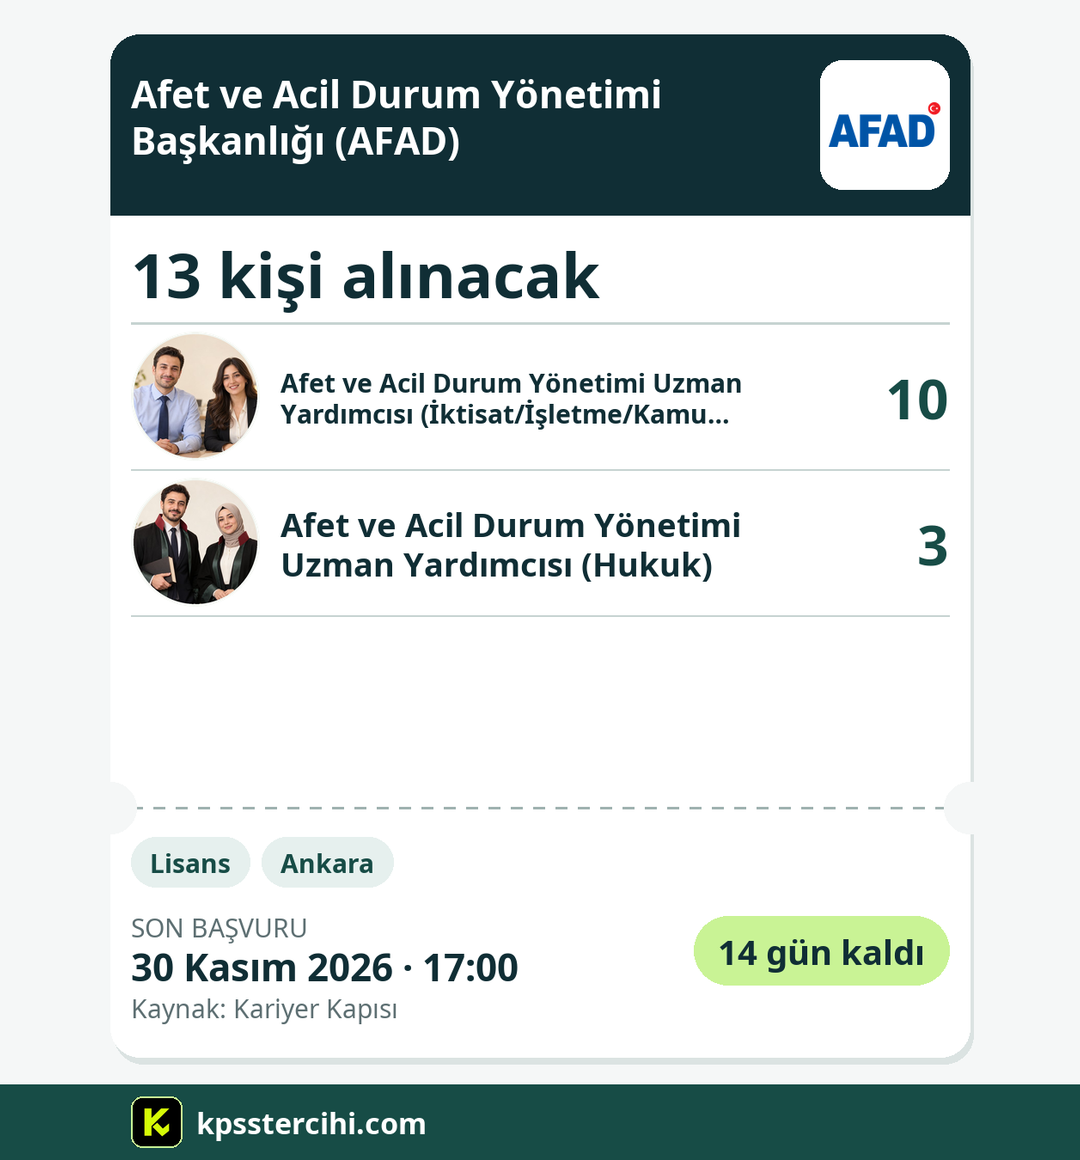 Afet ve Acil Durum Yönetimi
Başkanlığı (AFAD)
AFAD
13 kişi alınacak
Afet ve Acil Durum Yönetimi Uzman
Yardımcısı (İktisat/İşletme/Kamu...
10
Afet ve Acil Durum Yönetimi
Uzman Yardımcısı (Hukuk)
3
Lisans
Ankara
SON BAŞVURU
30 Kasım 2026 · 17:00
14 gün kaldı
Kaynak: Kariyer Kapısı
kpsstercihi.com